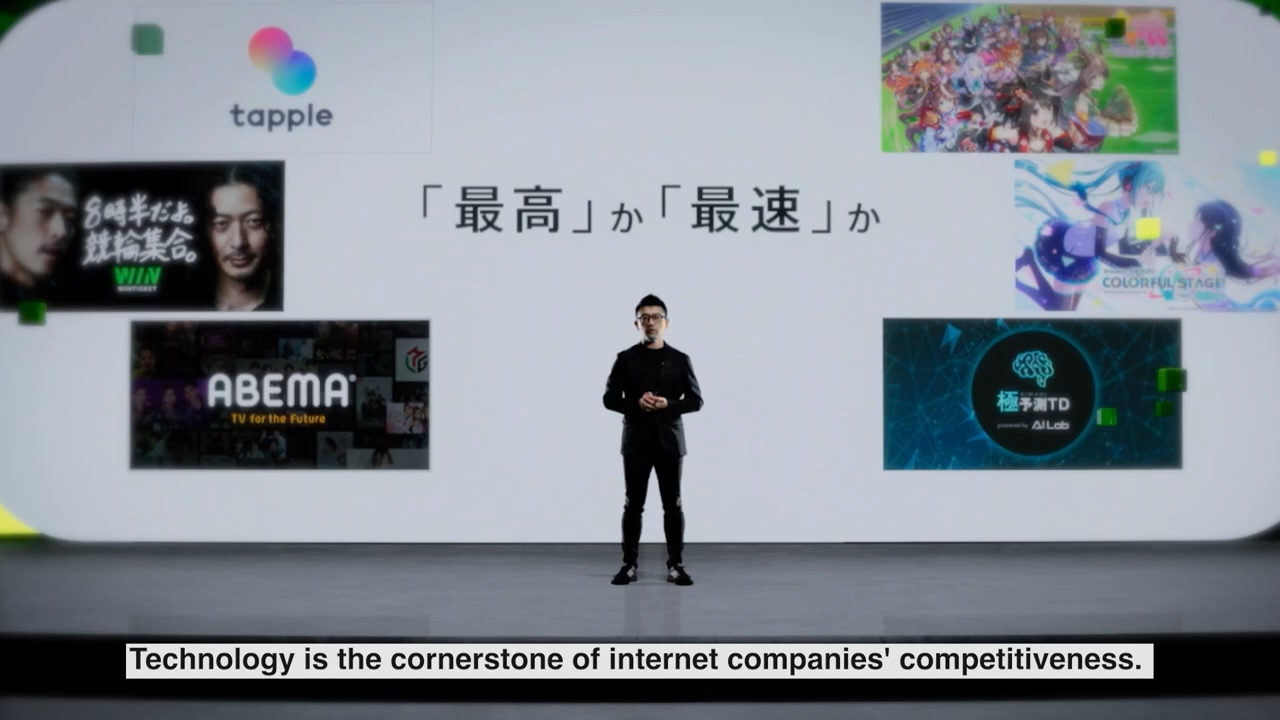 tapple
「最高」か「最速」か
8時半だよ。
競輪集合。
WIN
WINTICKET
COLORFUL STAGE!
ABEMA
TV for the Future
極予測TD
powered by AI Lab
Technology is the cornerstone of internet companies' competitiveness.